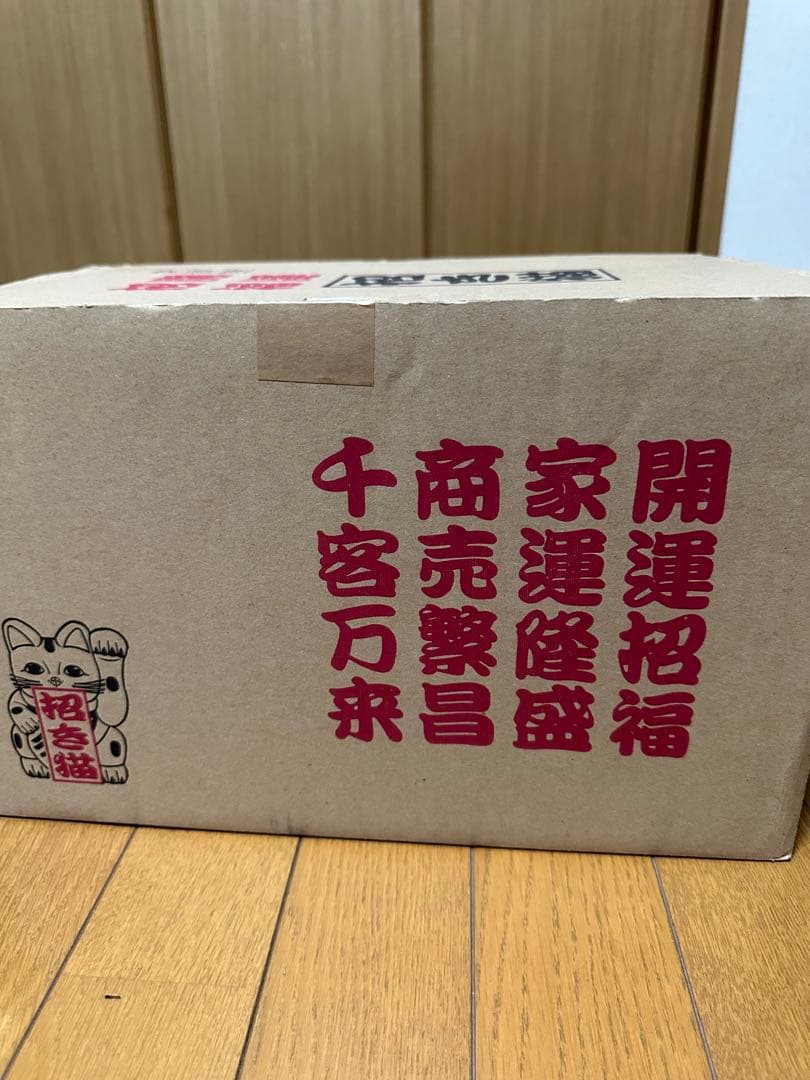 開運招福
家運隆盛
商売繁昌
千客万来
招き猫